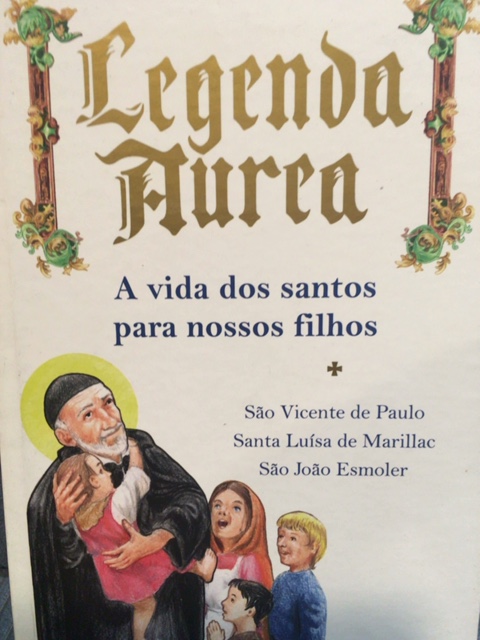 Legenda
Aurea
A vida dos santos
para nossos filhos
São Vicente de Paulo
Santa Luísa de Marillac
São João Esmoler